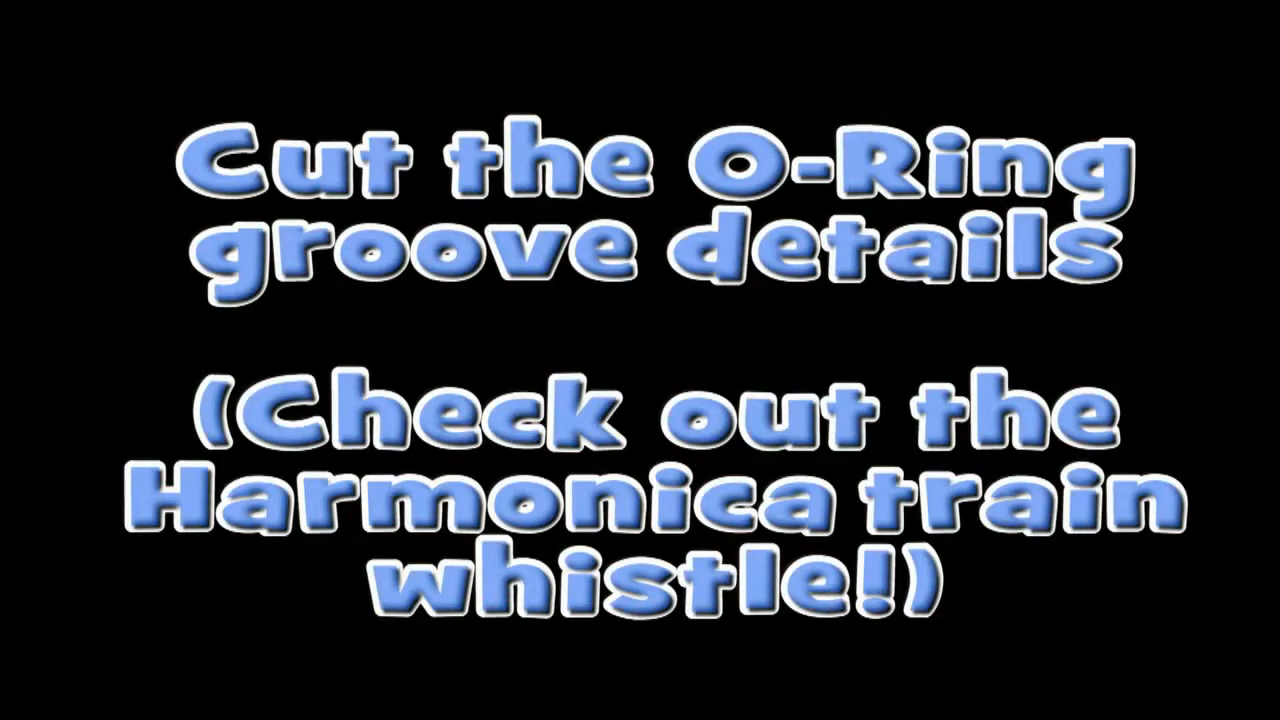 Cut the O-Ring
groove details
(Check out the
Harmonica train
whistle!)